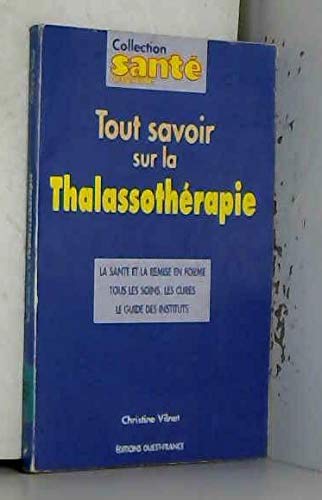 Collection
santé
Tout savoir
sur la
Thalassothérapie
LA SANTÉ ET LA REMISE EN FORME
TOUS LES SOINS, LES CURES
LE GUIDE DES INSTITUTS
Christine Vilnet
ÉDITIONS OUEST-FRANCE